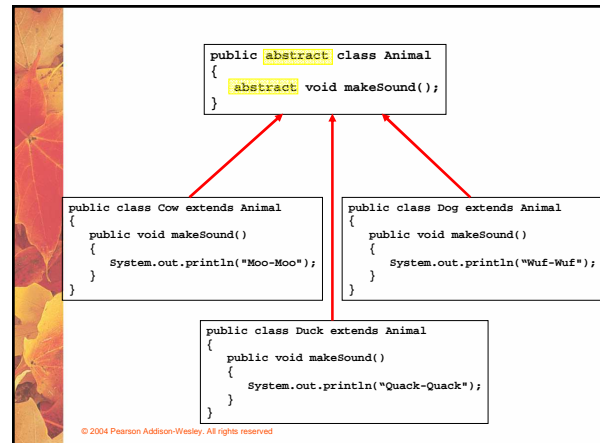 public abstract class Animal
{
abstract void makeSound();
}
public class Cow extends Animal
{
public void makeSound()
{
System.out.println("Moo-Moo");
}
}
public class Dog extends Animal
{
public void makeSound()
{
System.out.println(“Wuf-Wuf");
}
}
public class Duck extends Animal
{
public void makeSound()
{
System.out.println(“Quack-Quack");
}
}
© 2004 Pearson Addison-Wesley. All rights reserved